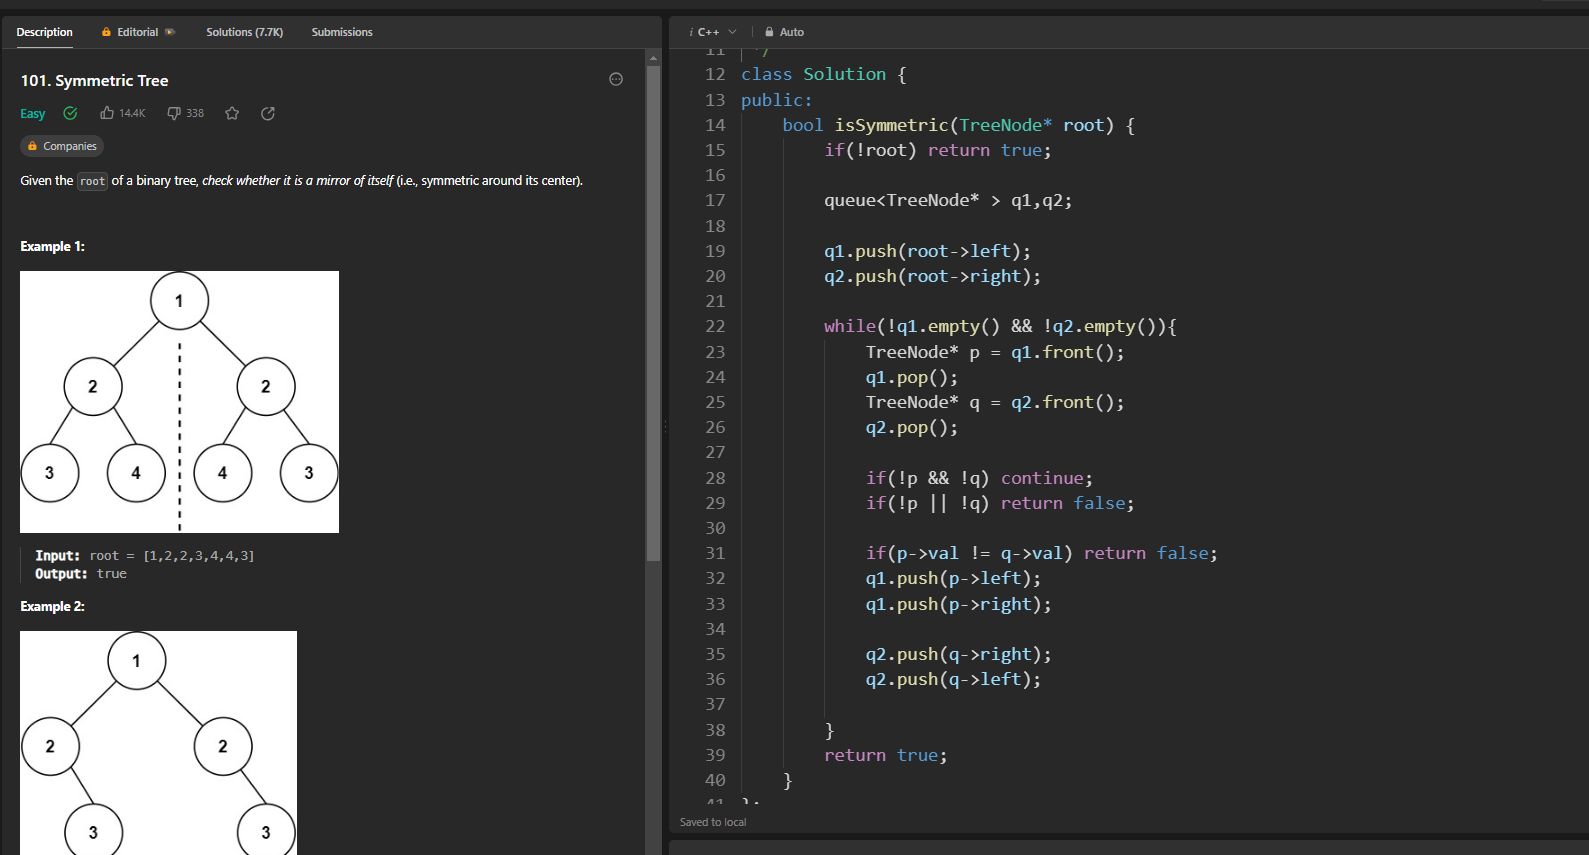 Description Editorial Solutions (7.7K) Submissions
101. Symmetric Tree
Easy 14.4K 338
Companies
Given the root of a binary tree, check whether it is a mirror of itself (i.e., symmetric around its center).
Example 1:
1
2 2
3 4 4 3
Input: root = [1,2,2,3,4,4,3]
Output: true
Example 2:
1
2 2
3 3
i C++ Auto
11 */
12 class Solution {
13 public:
14 bool isSymmetric(TreeNode* root) {
15 if(!root) return true;
16
17 queue<TreeNode* > q1,q2;
18
19 q1.push(root->left);
20 q2.push(root->right);
21
22 while(!q1.empty() && !q2.empty()){
23 TreeNode* p = q1.front();
24 q1.pop();
25 TreeNode* q = q2.front();
26 q2.pop();
27
28 if(!p && !q) continue;
29 if(!p || !q) return false;
30
31 if(p->val != q->val) return false;
32 q1.push(p->left);
33 q1.push(p->right);
34
35 q2.push(q->right);
36 q2.push(q->left);
37
38 }
39 return true;
40 }
41 };
Saved to local